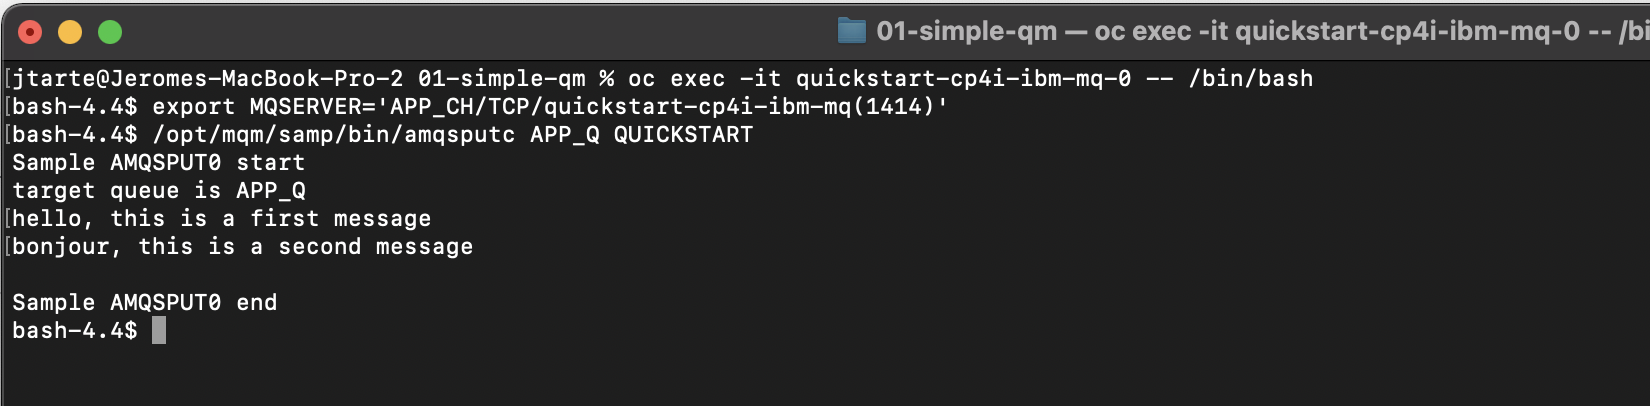 01-simple-qm — oc exec -it quickstart-cp4i-ibm-mq-0 -- /bi
[jtarte@Jeromes-MacBook-Pro-2 01-simple-qm % oc exec -it quickstart-cp4i-ibm-mq-0 -- /bin/bash
[bash-4.4$ export MQSERVER='APP_CH/TCP/quickstart-cp4i-ibm-mq(1414)'
[bash-4.4$ /opt/mqm/samp/bin/amqsputc APP_Q QUICKSTART
Sample AMQSPUT0 start
target queue is APP_Q
[hello, this is a first message
[bonjour, this is a second message
Sample AMQSPUT0 end
bash-4.4$